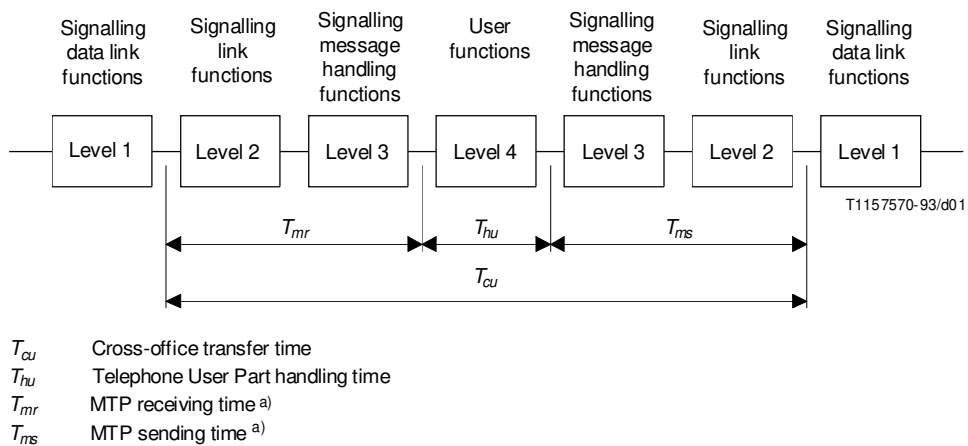 Signalling data link functions
Signalling link functions
Signalling message handling functions
User functions
Signalling message handling functions
Signalling link functions
Signalling data link functions
Level 1
Level 2
Level 3
Level 4
Level 3
Level 2
Level 1
T1157570-93/d01
Tmr
Thu
Tms
Tcu
Tcu Cross-office transfer time
Thu Telephone User Part handling time
Tmr MTP receiving time a)
Tms MTP sending time a)